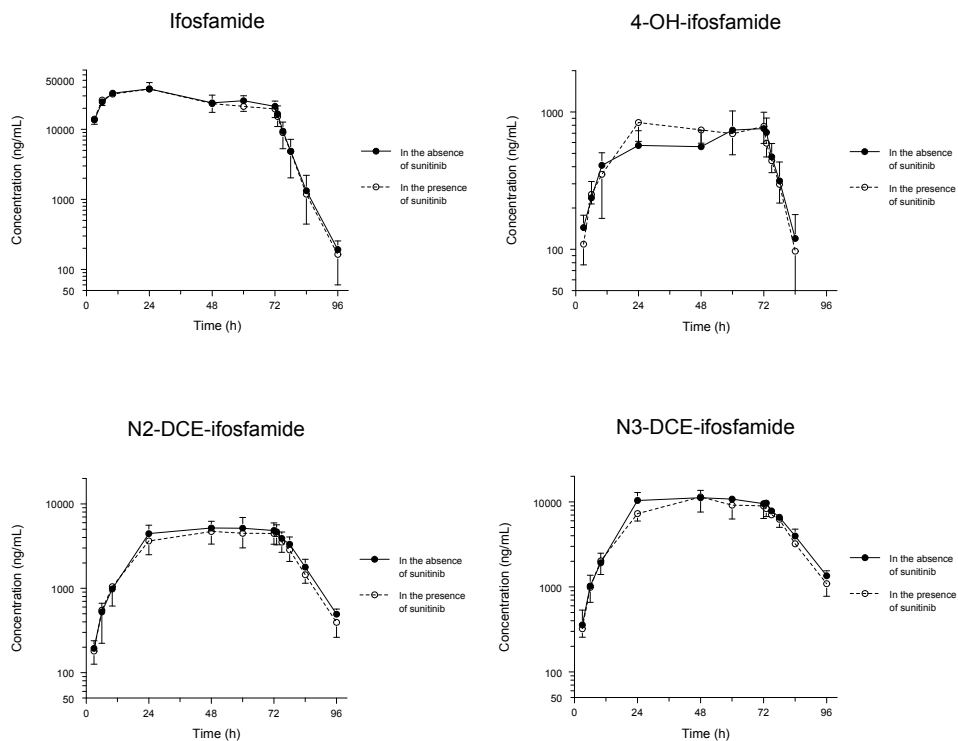 Ifosfamide
50000
10000
1000
100
50
0
24
48
72
96
Concentration (ng/mL)
Time (h)
In the absence
of sunitinib
In the presence
of sunitinib
4-OH-ifosfamide
1000
100
50
0
24
48
72
96
Concentration (ng/mL)
Time (h)
In the absence
of sunitinib
In the presence
of sunitinib
N2-DCE-ifosfamide
10000
1000
100
50
0
24
48
72
96
Concentration (ng/mL)
Time (h)
In the absence
of sunitinib
In the presence
of sunitinib
N3-DCE-ifosfamide
10000
1000
100
50
0
24
48
72
96
Concentration (ng/mL)
Time (h)
In the absence
of sunitinib
In the presence
of sunitinib